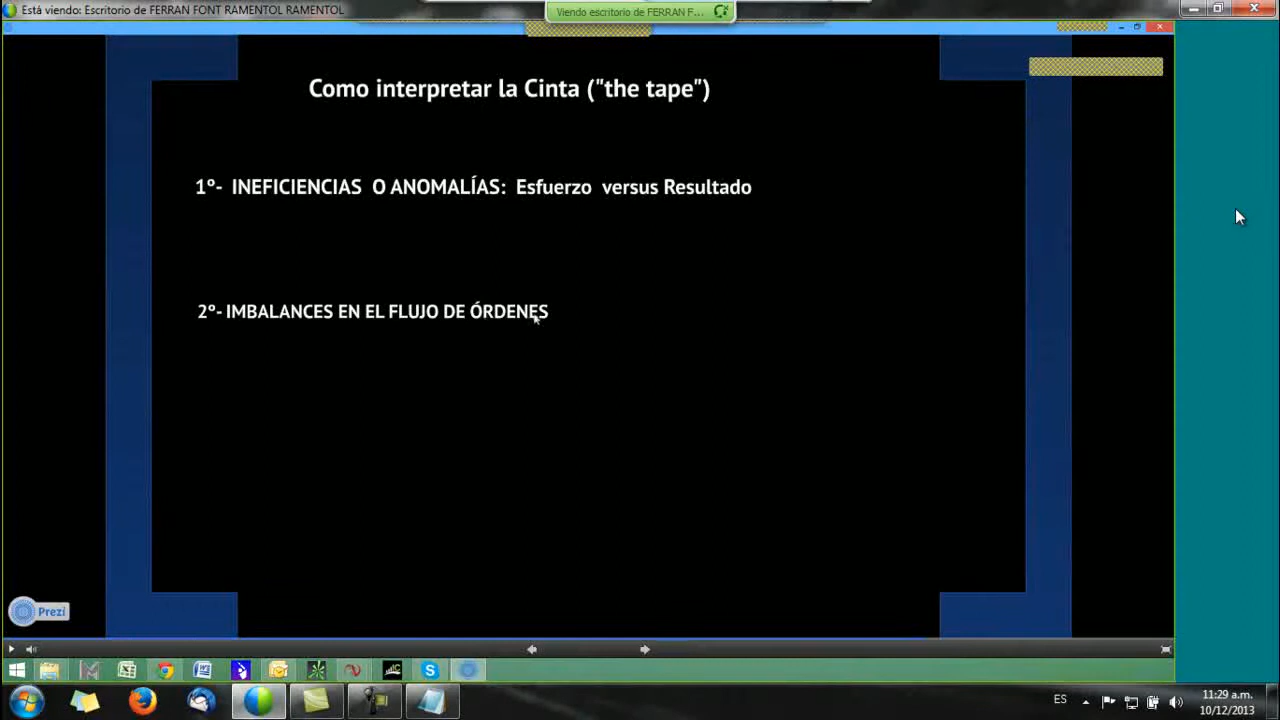 Está viendo: Escritorio de FERRAN FONT RAMENTOL RAMENTOL
Viendo escritorio de FERRAN F...
Como interpretar la Cinta ("the tape")
1º- INEFICIENCIAS O ANOMALÍAS: Esfuerzo versus Resultado
2º- IMBALANCES EN EL FLUJO DE ÓRDENES
Prezi
ES
11:29 a.m.
10/12/2013